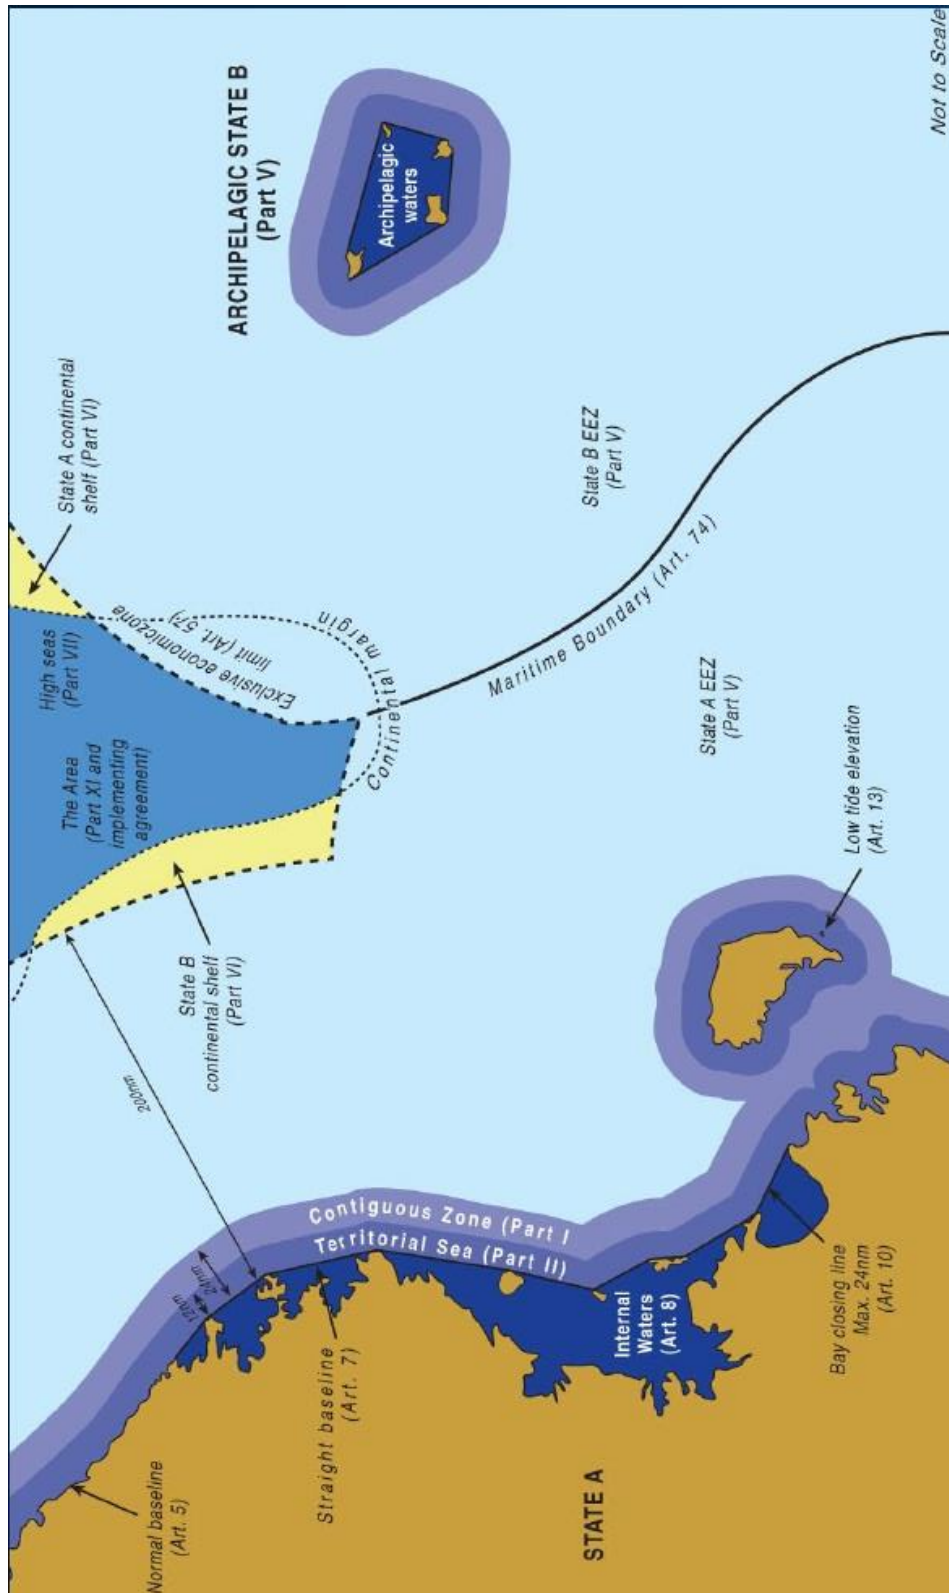 Normal baseline
(Art. 5)
12nm
24nm
200nm
Straight baseline
(Art. 7)
STATE A
Contiguous Zone (Part I
Territorial Sea (Part II)
Internal
Waters
(Art. 8)
Bay closing line
Max. 24nm
(Art. 10)
State B
continental shelf
(Part VI)
The Area
(Part XI and
implementing
agreement)
High seas
(Part VII)
State A continental
shelf (Part VI)
Exclusive economiczone
limit (Art. 57)
Continental margin
Maritime Boundary (Art. 74)
State A EEZ
(Part V)
State B EEZ
(Part V)
Low tide elevation
(Art. 13)
ARCHIPELAGIC STATE B
(Part V)
Archipelagic
waters
Not to Scale